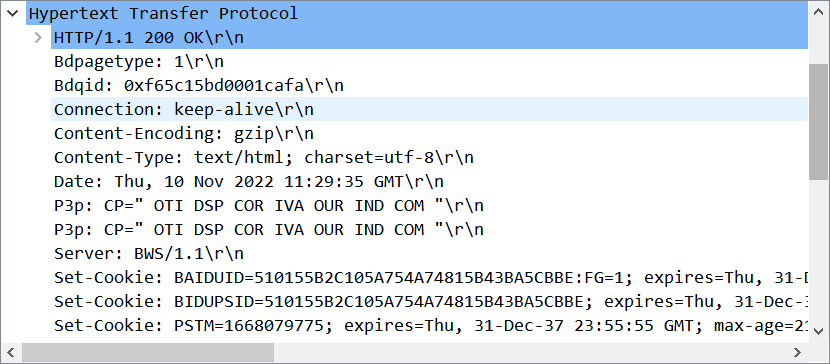 Hypertext Transfer Protocol
HTTP/1.1 200 OK\r\n
Bdpagetype: 1\r\n
Bdqid: 0xf65c15bd0001cafa\r\n
Connection: keep-alive\r\n
Content-Encoding: gzip\r\n
Content-Type: text/html; charset=utf-8\r\n
Date: Thu, 10 Nov 2022 11:29:35 GMT\r\n
P3p: CP=" OTI DSP COR IVA OUR IND COM "\r\n
P3p: CP=" OTI DSP COR IVA OUR IND COM "\r\n
Server: BWS/1.1\r\n
Set-Cookie: BAIDUID=510155B2C105A754A74815B43BA5CBBE:FG=1; expires=Thu, 31-
Set-Cookie: BIDUPSID=510155B2C105A754A74815B43BA5CBBE; expires=Thu, 31-Dec-
Set-Cookie: PSTM=1668079775; expires=Thu, 31-Dec-37 23:55:55 GMT; max-age=21